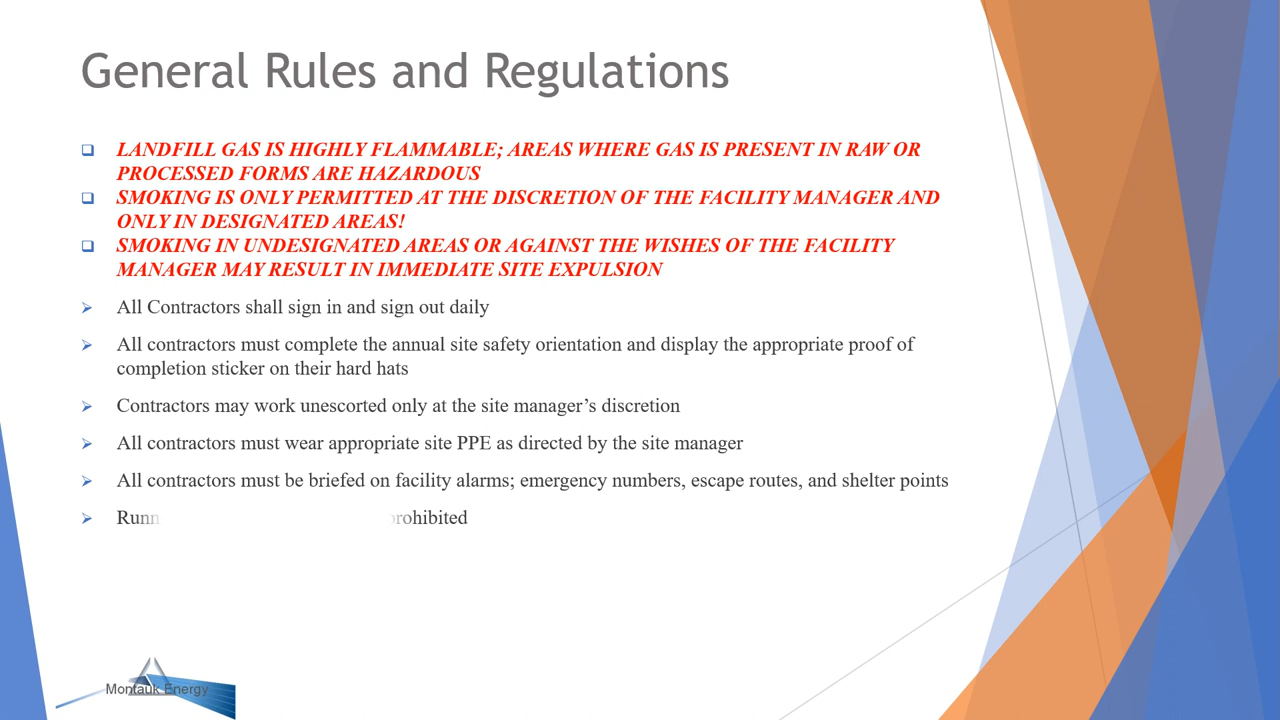 General Rules and Regulations
LANDFILL GAS IS HIGHLY FLAMMABLE; AREAS WHERE GAS IS PRESENT IN RAW OR
PROCESSED FORMS ARE HAZARDOUS
SMOKING IS ONLY PERMITTED AT THE DISCRETION OF THE FACILITY MANAGER AND
ONLY IN DESIGNATED AREAS!
SMOKING IN UNDESIGNATED AREAS OR AGAINST THE WISHES OF THE FACILITY
MANAGER MAY RESULT IN IMMEDIATE SITE EXPULSION
All Contractors shall sign in and sign out daily
All contractors must complete the annual site safety orientation and display the appropriate proof of
completion sticker on their hard hats
Contractors may work unescorted only at the site manager’s discretion
All contractors must wear appropriate site PPE as directed by the site manager
All contractors must be briefed on facility alarms; emergency numbers, escape routes, and shelter points
prohibited
Montauk Energy